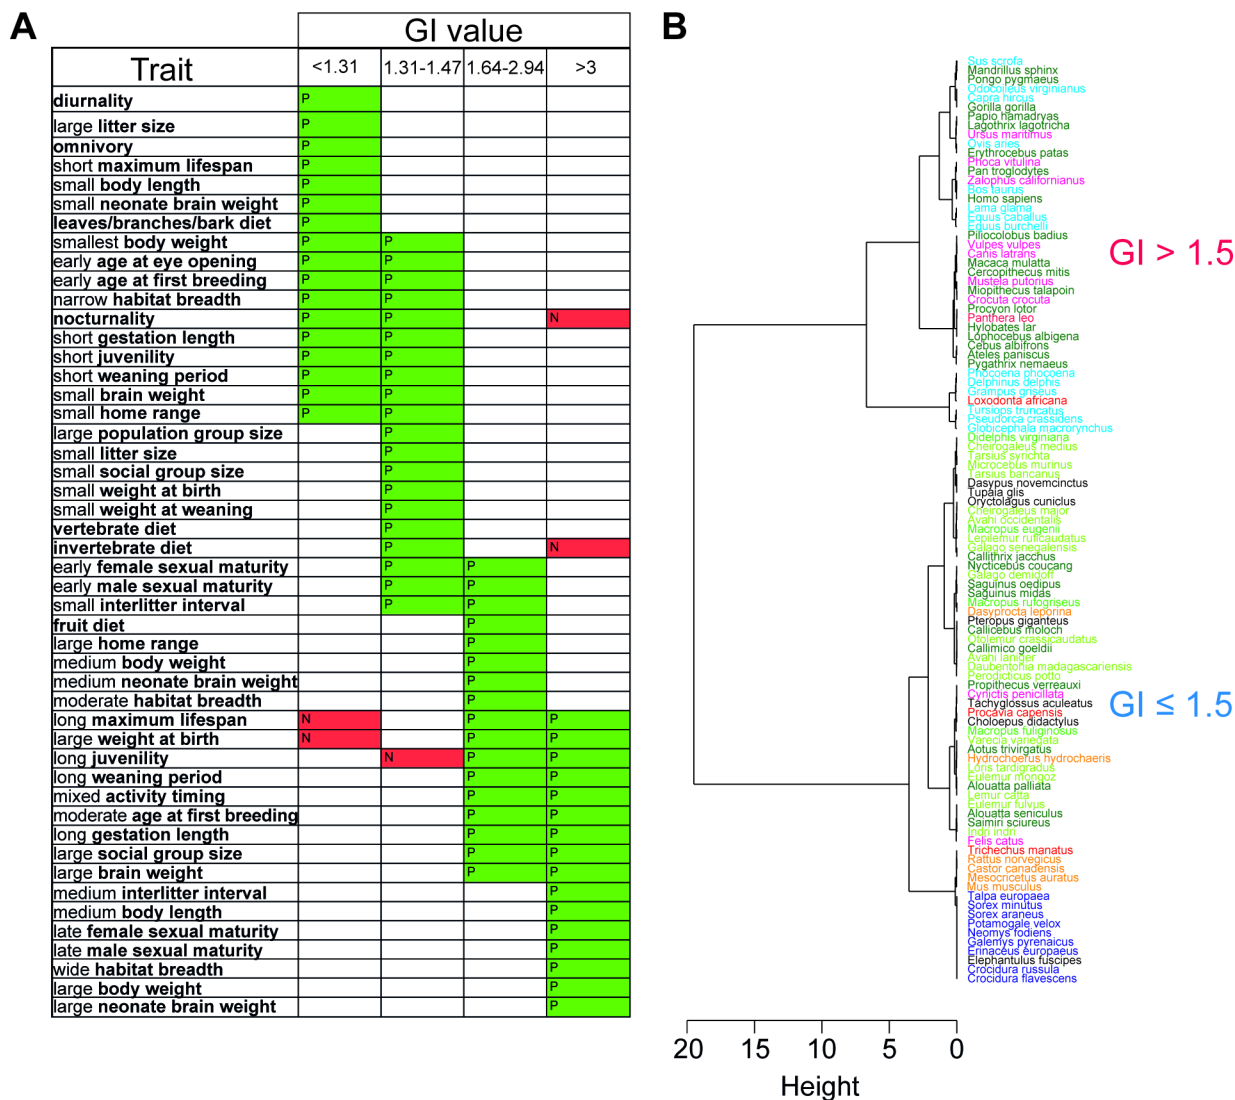 A
GI value
Trait <1.31 1.31-1.47 1.64-2.94 >3
diurnality P
large litter size P
omnivory P
short maximum lifespan P
small body length P
small neonate brain weight P
leaves/branches/bark diet P
smallest body weight P P
early age at eye opening P P
early age at first breeding P P
narrow habitat breadth P P
nocturnality P P N
short gestation length P P
short juvenility P P
short weaning period P P
small brain weight P P
small home range P P
large population group size P
small litter size P
small social group size P
small weight at birth P
small weight at weaning P
vertebrate diet P
invertebrate diet P N
early female sexual maturity P P
early male sexual maturity P P
small interlitter interval P P
fruit diet P
large home range P
medium body weight P
medium neonate brain weight P
moderate habitat breadth P
long maximum lifespan N P P
large weight at birth N P P
long juvenility N P P
long weaning period P P
mixed activity timing P P
moderate age at first breeding P P
long gestation length P P
large social group size P P
large brain weight P P
medium interlitter interval P
medium body length P
late female sexual maturity P
late male sexual maturity P
wide habitat breadth P
large body weight P
large neonate brain weight P
B
Sus scrofa
Mandrillus sphinx
Pongo pygmaeus
Odocoileus virginianus
Capra hircus
Gorilla gorilla
Papio hamadryas
Lagothrix lagotricha
Ursus maritimus
Ovis aries
Erythrocebus patas
Phoca vitulina
Pan troglodytes
Zalophus californianus
Bos taurus
Homo sapiens
Lama glama
Equus caballus
Equus burchelli
Piliocolobus badius
Vulpes vulpes
Canis latrans
Macaca mulatta
Cercopithecus mitis
Mustela putorius
Miopithecus talapoin
Crocuta crocuta
Procyon lotor
Panthera leo
Hylobates lar
Lophocebus albigena
Cebus albifrons
Ateles paniscus
Pygathrix nemaeus
Phocoena phocoena
Delphinus delphis
Grampus griseus
Loxodonta africana
Tursiops truncatus
Pseudorca crassidens
Globicephala macrorynchus
Didelphis virginiana
Cheirogaleus medius
Tarsius syrichta
Microcebus murinus
Tarsius bancanus
Dasypus novemcinctus
Tupaia glis
Oryctolagus cuniclus
Cheirogaleus major
Avahi occidentalis
Macropus eugenii
Lepilemur ruficaudatus
Galago senegalensis
Callithrix jacchus
Nycticebus coucang
Galago demidoff
Saguinus oedipus
Saguinus midas
Macropus rufogriseus
Dasyprocta leporina
Pteropus giganteus
Callicebus moloch
Otolemur crassicaudatus
Callimico goeldii
Avahi laniger
Daubentonia madagascariensis
Perodicticus potto
Propithecus verreauxi
Cynictis penicillata
Tachyglossus aculeatus
Procavia capensis
Choloepus didactylus
Macropus fuliginosus
Varecia variegata
Aotus trivirgatus
Hydrochoerus hydrochaeris
Loris tardigradus
Eulemur mongoz
Alouatta palliata
Lemur catta
Eulemur fulvus
Alouatta seniculus
Saimiri sciureus
Indri indri
Felis catus
Trichechus manatus
Rattus norvegicus
Castor canadensis
Mesocricetus auratus
Mus musculus
Talpa europaea
Sorex minutus
Sorex araneus
Potamogale velox
Neomys fodiens
Galemys pyrenaicus
Erinaceus europaeus
Elephantulus fuscipes
Crocidura russula
Crocidura flavescens
GI > 1.5
GI ≤ 1.5
20 15 10 5 0
Height